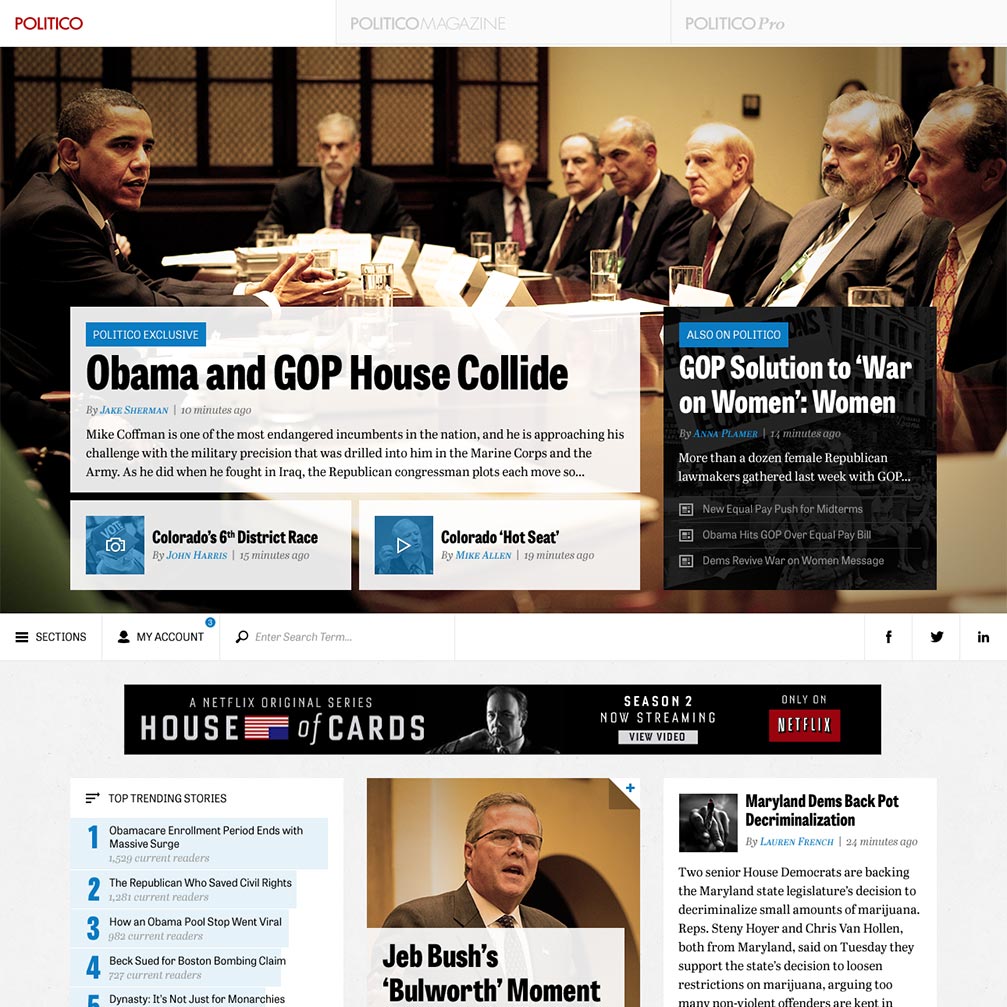 POLITICO
POLITICO MAGAZINE
POLITICO Pro
POLITICO EXCLUSIVE
Obama and GOP House Collide
By Jake Sherman | 10 minutes ago
Mike Coffman is one of the most endangered incumbents in the nation, and he is approaching his
challenge with the military precision that was drilled into him in the Marine Corps and the
Army. As he did when he fought in Iraq, the Republican congressman plots each move so...
VOTE
Colorado's 6th District Race
By John Harris | 15 minutes ago
Colorado 'Hot Seat'
By Mike Allen | 19 minutes ago
ALSO ON POLITICO
GOP Solution to 'War
on Women': Women
By Anna Plamer | 14 minutes ago
More than a dozen female Republican
lawmakers gathered last week with GOP...
New Equal Pay Push for Midterms
Obama Hits GOP Over Equal Pay Bill
Dems Revive War on Women Message
SECTIONS
MY ACCOUNT
3
Enter Search Term...
f
in
A NETFLIX ORIGINAL SERIES
HOUSE of CARDS
SEASON 2
NOW STREAMING
VIEW VIDEO
ONLY ON
NETFLIX
TOP TRENDING STORIES
1
Obamacare Enrollment Period Ends with
Massive Surge
1,529 current readers
2
The Republican Who Saved Civil Rights
1,281 current readers
3
How an Obama Pool Stop Went Viral
982 current readers
4
Beck Sued for Boston Bombing Claim
727 current readers
5
Dynasty: It's Not Just for Monarchies
+
Jeb Bush's
'Bulworth' Moment
Maryland Dems Back Pot
Decriminalization
By Lauren French | 24 minutes ago
Two senior House Democrats are backing
the Maryland state legislature's decision to
decriminalize small amounts of marijuana.
Reps. Steny Hoyer and Chris Van Hollen,
both from Maryland, said on Tuesday they
support the state's decision to loosen
restrictions on marijuana, arguing too
many non-violent offenders are kept in